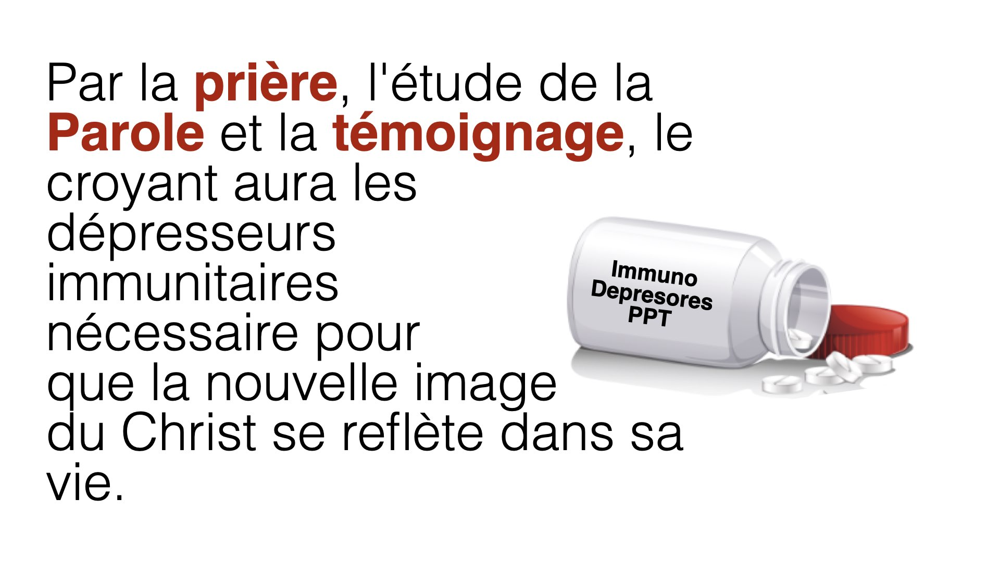 Par la prière, l'étude de la
Parole et la témoignage, le
croyant aura les
dépresseurs
immunitaires
nécessaire pour
que la nouvelle image
du Christ se reflète dans sa
vie.
Immuno
Depresores
PPT